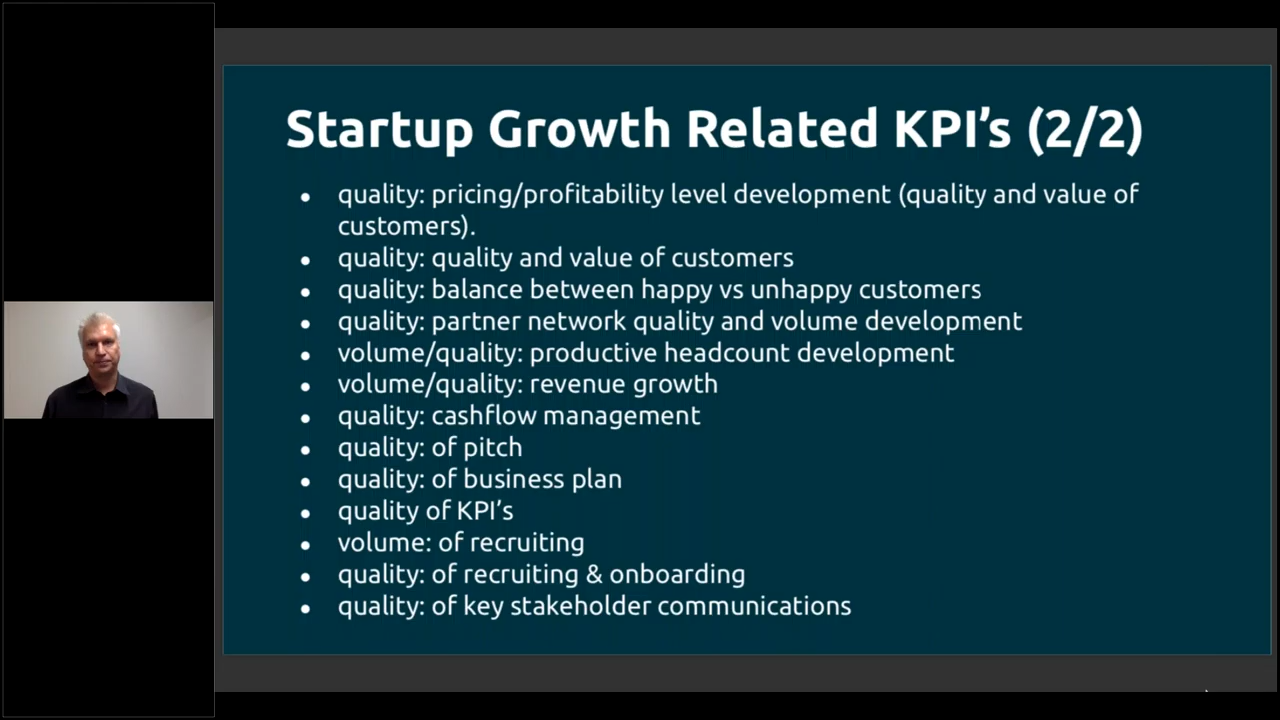 Startup Growth Related KPI's (2/2)
• quality: pricing/profitability level development (quality and value of
customers).
• quality: quality and value of customers
• quality: balance between happy vs unhappy customers
• quality: partner network quality and volume development
• volume/quality: productive headcount development
• volume/quality: revenue growth
• quality: cashflow management
• quality: of pitch
• quality: of business plan
• quality of KPI's
• volume: of recruiting
• quality: of recruiting & onboarding
• quality: of key stakeholder communications